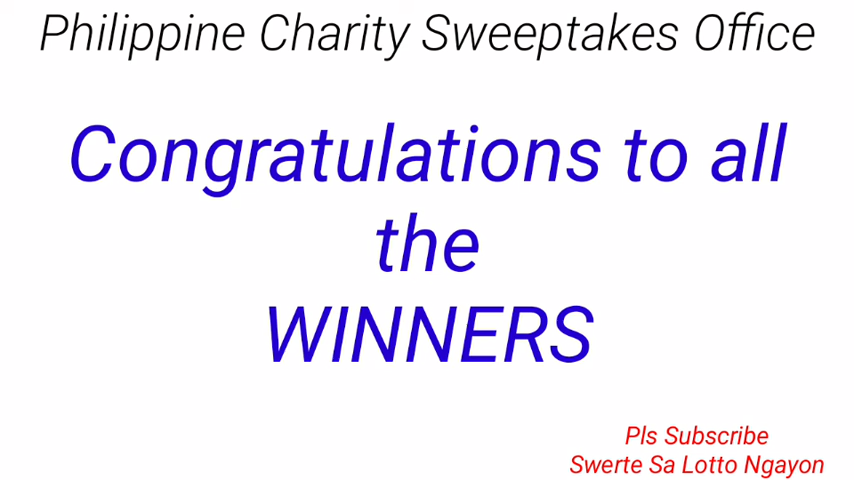 Philippine Charity Sweeptakes Office
Congratulations to all
the
WINNERS
Pls Subscribe
Swerte Sa Lotto Ngayon